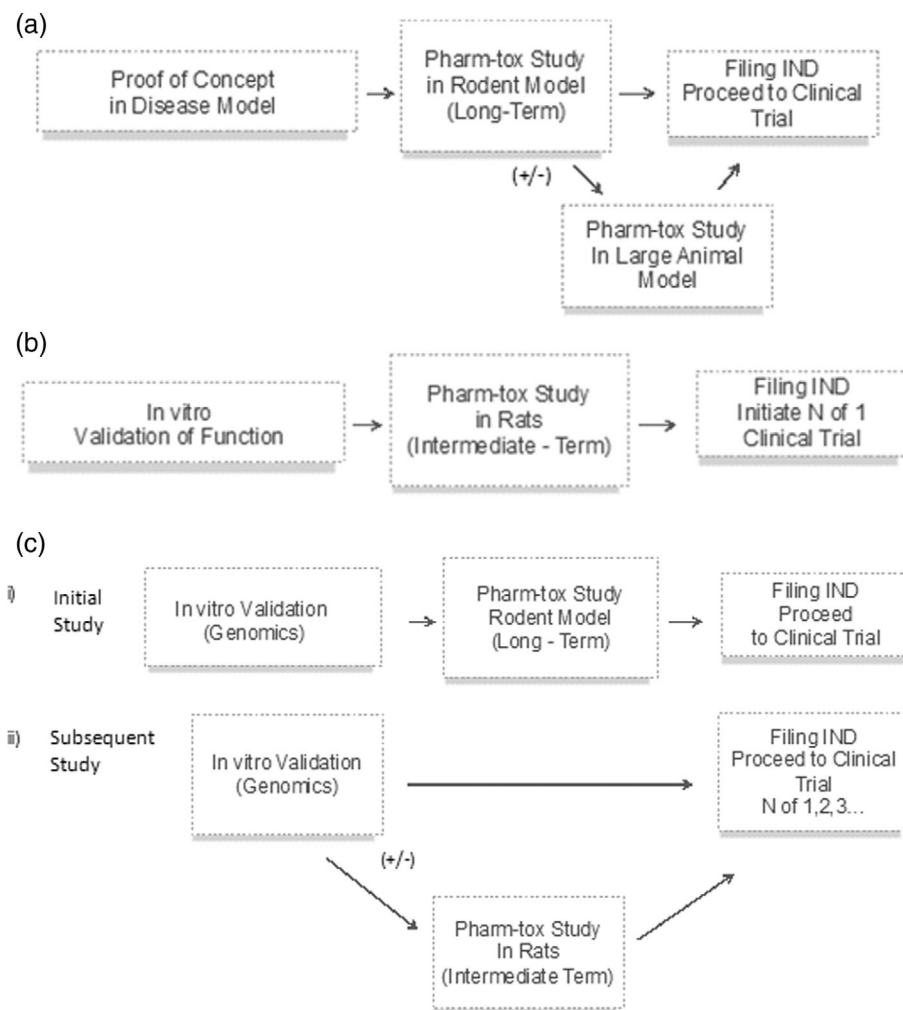 (a)
Proof of Concept
in Disease Model
Pharm-tox Study
in Rodent Model
(Long-Term)
Filing IND
Proceed to Clinical
Trial
(+/-)
Pharm-tox Study
In Large Animal
Model
(b)
In vitro
Validation of Function
Pharm-tox Study
in Rats
(Intermediate - Term)
Filing IND
Initiate N of 1
Clinical Trial
(c)
i)
Initial
Study
In vitro Validation
(Genomics)
Pharm-tox Study
Rodent Model
(Long - Term)
Filing IND
Proceed
to Clinical Trial
ii)
Subsequent
Study
In vitro Validation
(Genomics)
Filing IND
Proceed to Clinical
Trial
N of 1,2,3...
(+/-)
Pharm-tox Study
In Rats
(Intermediate Term)